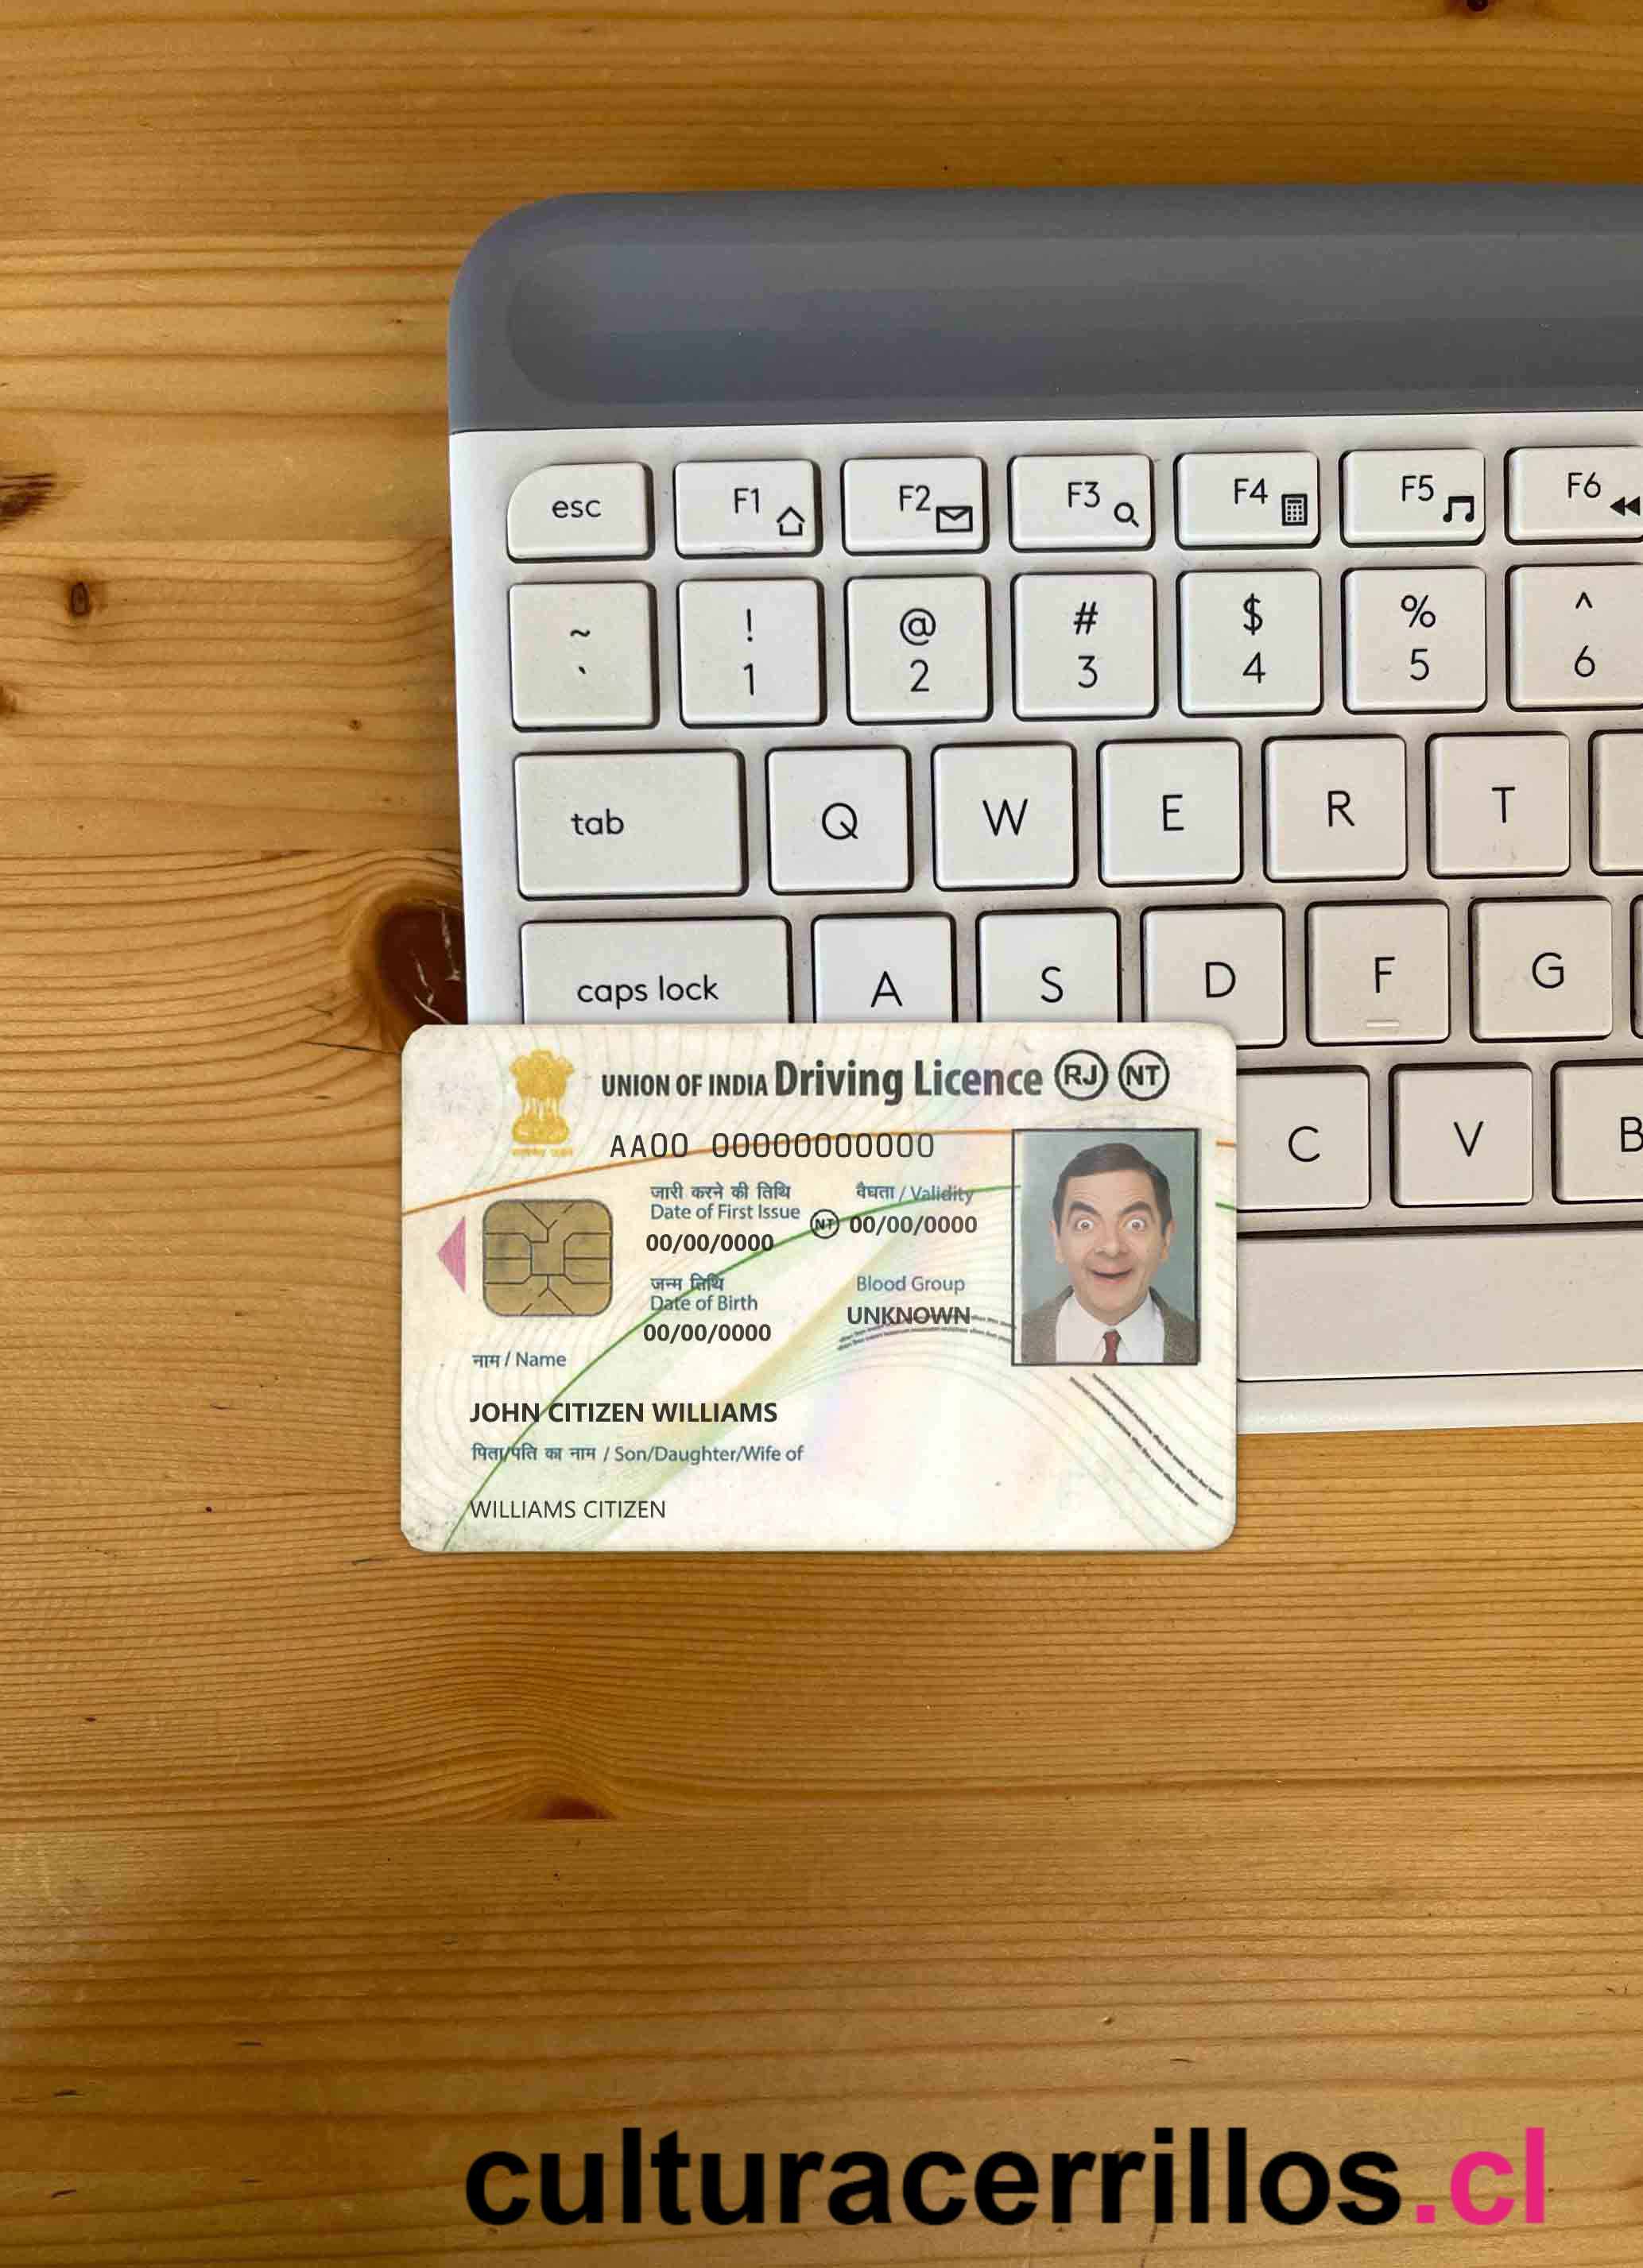 esc F1 F2 F3 F4 F5 F6
~ ! @ # $ % ^
` 1 2 3 4 5 6
tab Q W E R T
caps lock A S D F G
UNION OF INDIA Driving Licence RJ NT
AA00 00000000000
जारी करने की तिथि वैधता / Validity
Date of First Issue NT 00/00/0000
00/00/0000
जन्म तिथि Blood Group
Date of Birth UNKNOWN
00/00/0000
नाम / Name
JOHN CITIZEN WILLIAMS
पिता/पति का नाम / Son/Daughter/Wife of
WILLIAMS CITIZEN
C V B
culturacerrillos.cl